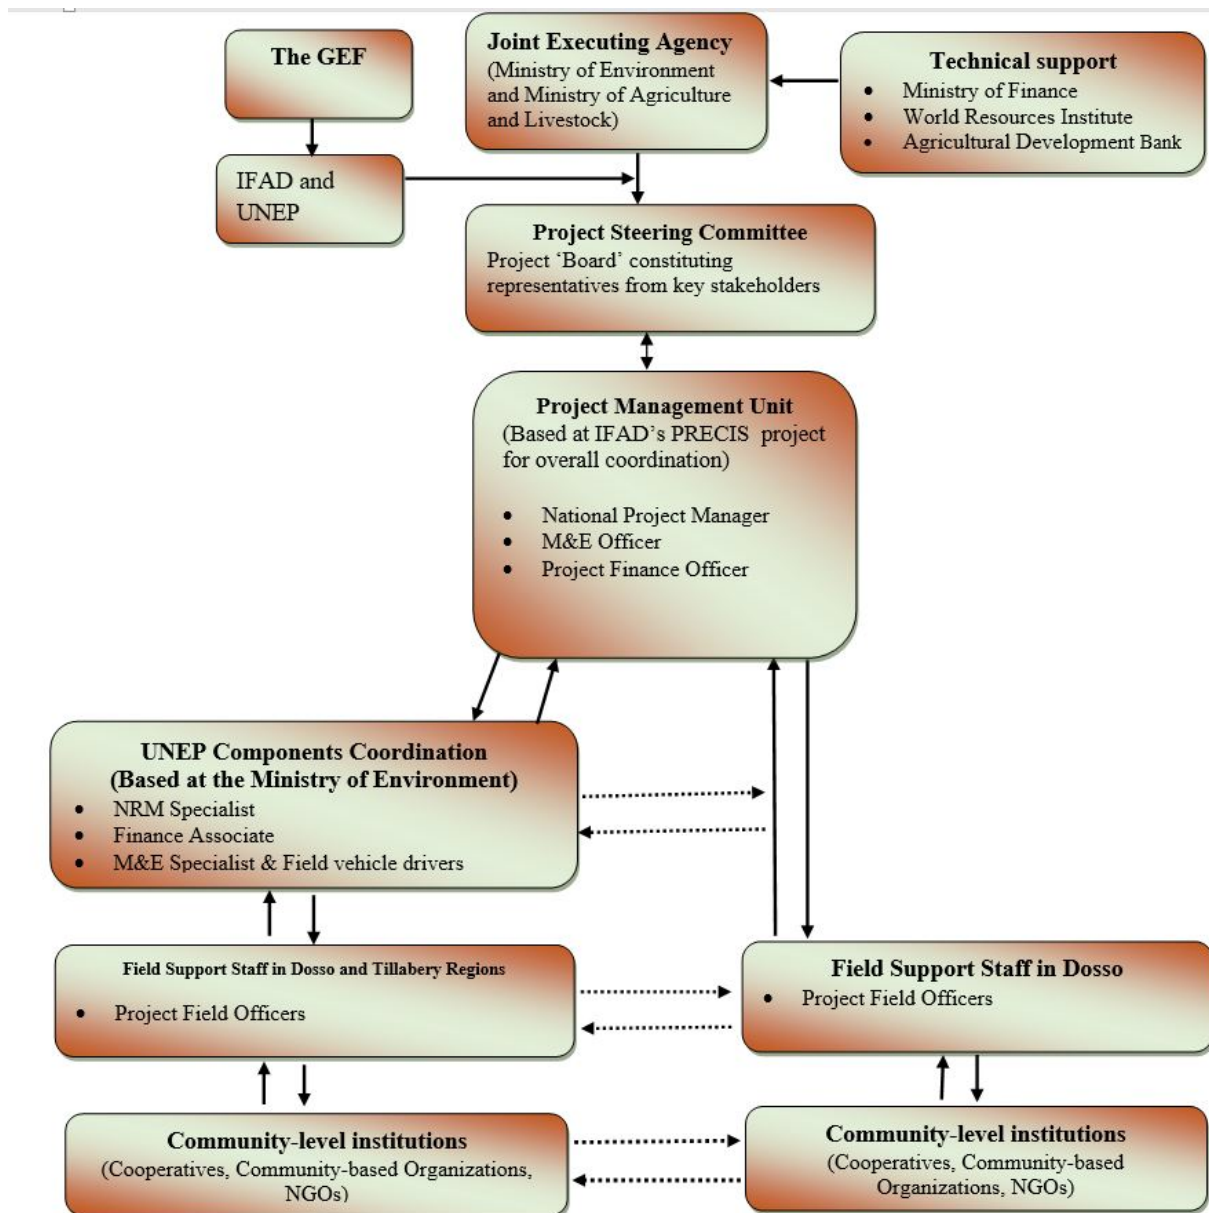 The GEF
Joint Executing Agency
(Ministry of Environment
and Ministry of Agriculture
and Livestock)
Technical support
• Ministry of Finance
• World Resources Institute
• Agricultural Development Bank
IFAD and
UNEP
Project Steering Committee
Project ‘Board’ constituting
representatives from key stakeholders
Project Management Unit
(Based at IFAD’s PRECIS project
for overall coordination)
• National Project Manager
• M&E Officer
• Project Finance Officer
UNEP Components Coordination
(Based at the Ministry of Environment)
• NRM Specialist
• Finance Associate
• M&E Specialist & Field vehicle drivers
Field Support Staff in Dosso and Tillabery Regions
• Project Field Officers
Field Support Staff in Dosso
• Project Field Officers
Community-level institutions
(Cooperatives, Community-based Organizations,
NGOs)
Community-level institutions
(Cooperatives, Community-based
Organizations, NGOs)